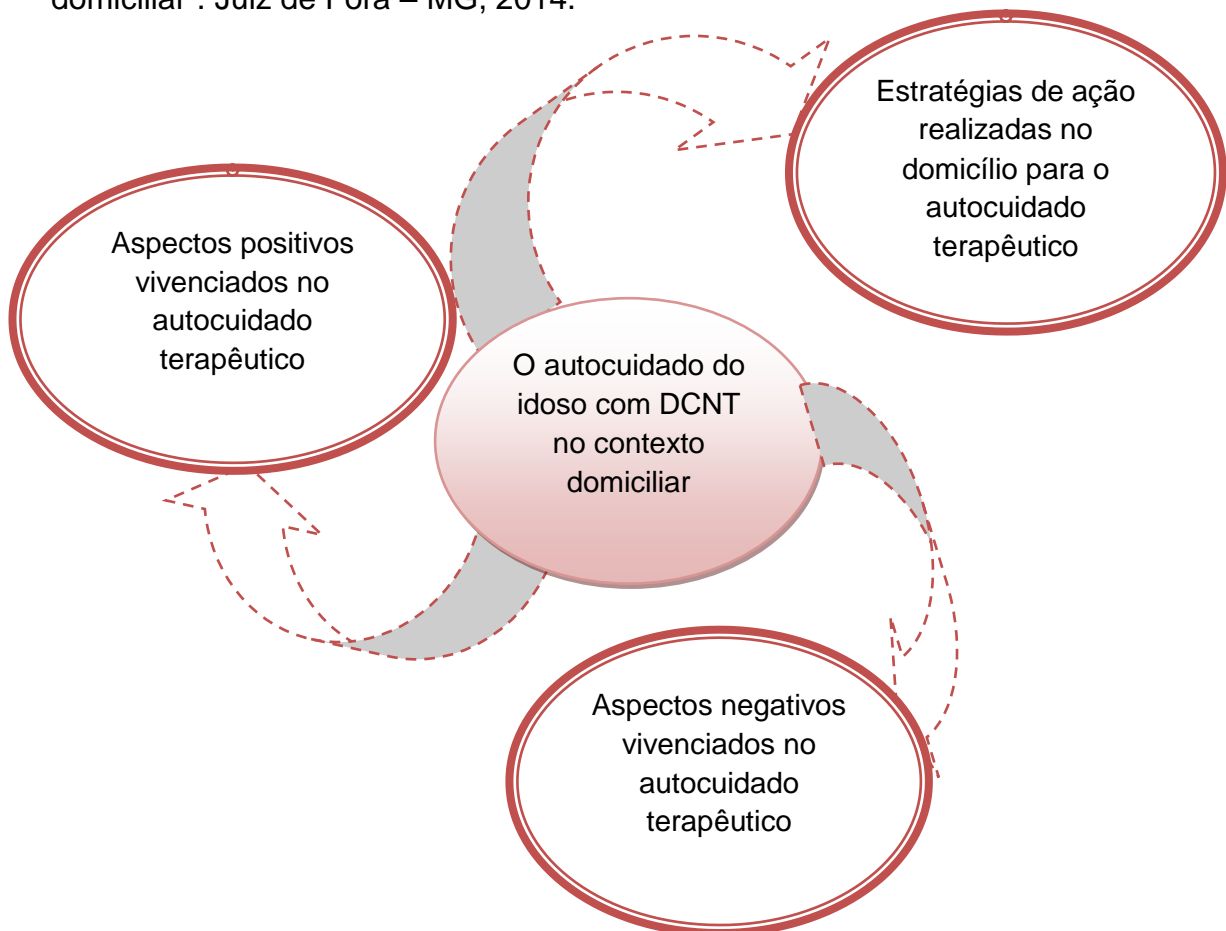 domiciliar". Juiz de Fora – MG, 2014.
Estratégias de ação
realizadas no
domicílio para o
autocuidado
terapêutico
Aspectos positivos
vivenciados no
autocuidado
terapêutico
O autocuidado do
idoso com DCNT
no contexto
domiciliar
Aspectos negativos
vivenciados no
autocuidado
terapêutico